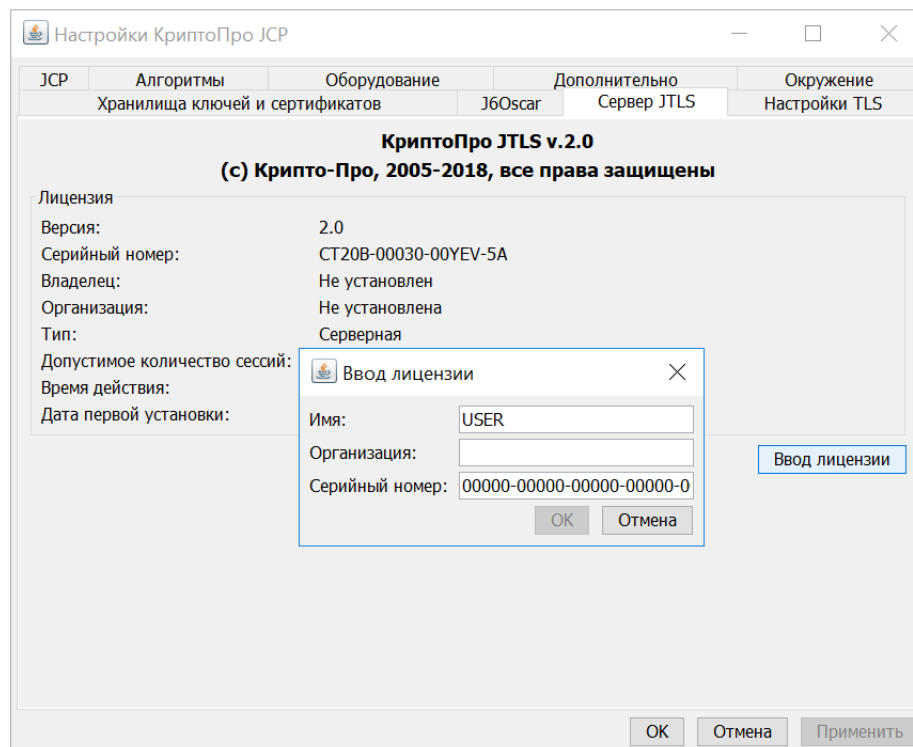 Настройки КриптоПро JCP
JCP Алгоритмы Оборудование Дополнительно Окружение
Хранилища ключей и сертификатов J6Oscar Сервер JTLS Настройки TLS
КриптоПро JTLS v.2.0
(c) Крипто-Про, 2005-2018, все права защищены
Лицензия
Версия: 2.0
Серийный номер: CT20B-00030-00YEV-5A
Владелец: Не установлен
Организация: Не установлена
Тип: Серверная
Допустимое количество сессий:
Время действия:
Дата первой установки:
Ввод лицензии
Имя: USER
Организация:
Серийный номер: 00000-00000-00000-00000-0
OK Отмена
Ввод лицензии
OK Отмена Применить